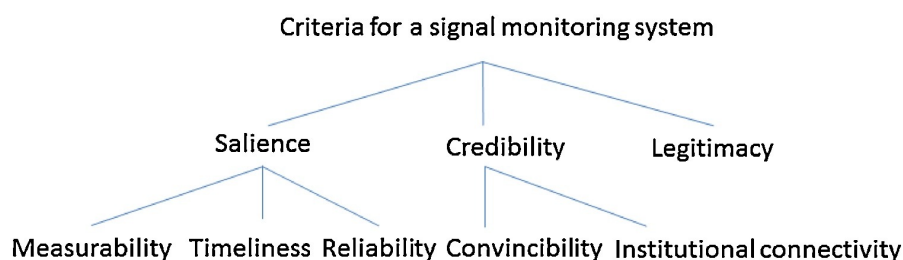 Criteria for a signal monitoring system
Salience
Credibility
Legitimacy
Measurability
Timeliness
Reliability
Convincibility
Institutional connectivity